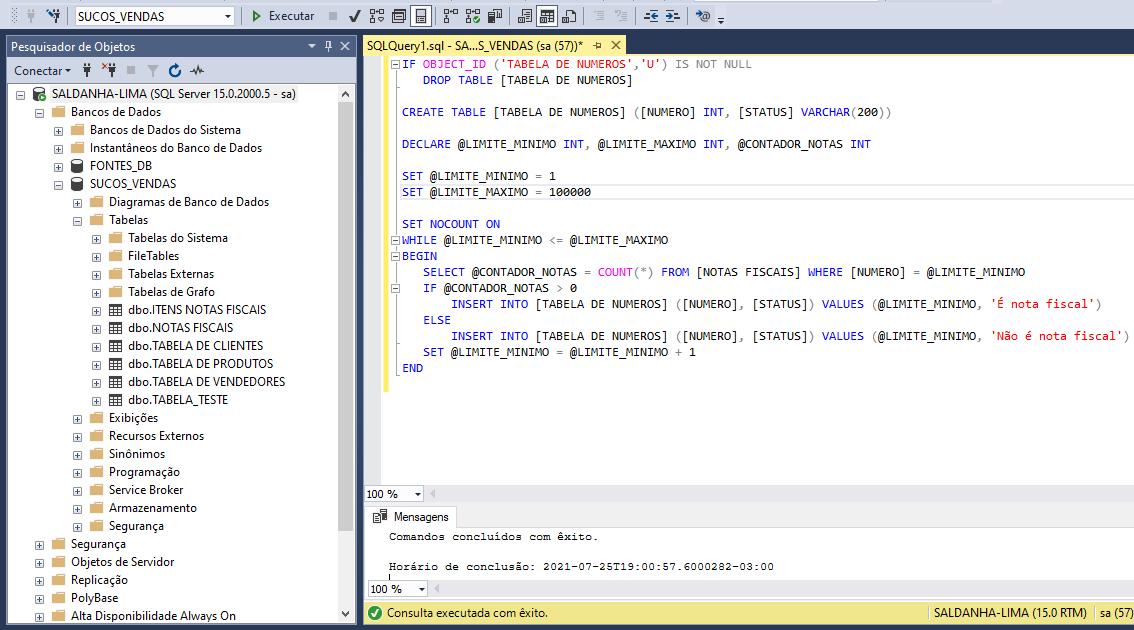 SUCOS_VENDAS
Executar
Pesquisador de Objetos
Conectar
SALDANHA-LIMA (SQL Server 15.0.2000.5 - sa)
Bancos de Dados
Bancos de Dados do Sistema
Instantâneos do Banco de Dados
FONTES_DB
SUCOS_VENDAS
Diagramas de Banco de Dados
Tabelas
Tabelas do Sistema
FileTables
Tabelas Externas
Tabelas de Grafo
dbo.ITENS NOTAS FISCAIS
dbo.NOTAS FISCAIS
dbo.TABELA DE CLIENTES
dbo.TABELA DE PRODUTOS
dbo.TABELA DE VENDEDORES
dbo.TABELA_TESTE
Exibições
Recursos Externos
Sinônimos
Programação
Service Broker
Armazenamento
Segurança
Segurança
Objetos de Servidor
Replicação
PolyBase
Alta Disponibilidade Always On
SQLQuery1.sql - SA...S_VENDAS (sa (57))*
IF OBJECT_ID ('TABELA DE NUMEROS','U') IS NOT NULL
DROP TABLE [TABELA DE NUMEROS]
CREATE TABLE [TABELA DE NUMEROS] ([NUMERO] INT, [STATUS] VARCHAR(200))
DECLARE @LIMITE_MINIMO INT, @LIMITE_MAXIMO INT, @CONTADOR_NOTAS INT
SET @LIMITE_MINIMO = 1
SET @LIMITE_MAXIMO = 100000
SET NOCOUNT ON
WHILE @LIMITE_MINIMO <= @LIMITE_MAXIMO
BEGIN
SELECT @CONTADOR_NOTAS = COUNT(*) FROM [NOTAS FISCAIS] WHERE [NUMERO] = @LIMITE_MINIMO
IF @CONTADOR_NOTAS > 0
INSERT INTO [TABELA DE NUMEROS] ([NUMERO], [STATUS]) VALUES (@LIMITE_MINIMO, 'É nota fiscal')
ELSE
INSERT INTO [TABELA DE NUMEROS] ([NUMERO], [STATUS]) VALUES (@LIMITE_MINIMO, 'Não é nota fiscal')
SET @LIMITE_MINIMO = @LIMITE_MINIMO + 1
END
100 %
Mensagens
Comandos concluídos com êxito.
Horário de conclusão: 2021-07-25T19:00:57.6000282-03:00
100 %
Consulta executada com êxito.
SALDANHA-LIMA (15.0 RTM)
sa (57)